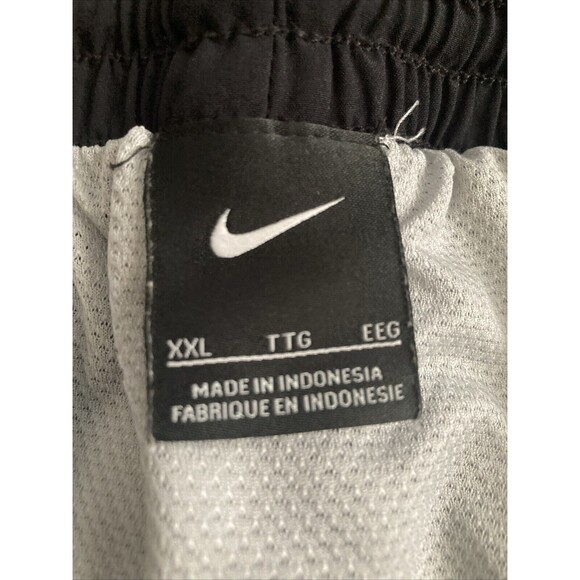 XXL TTG EEG
MADE IN INDONESIA
FABRIQUE EN INDONESIE